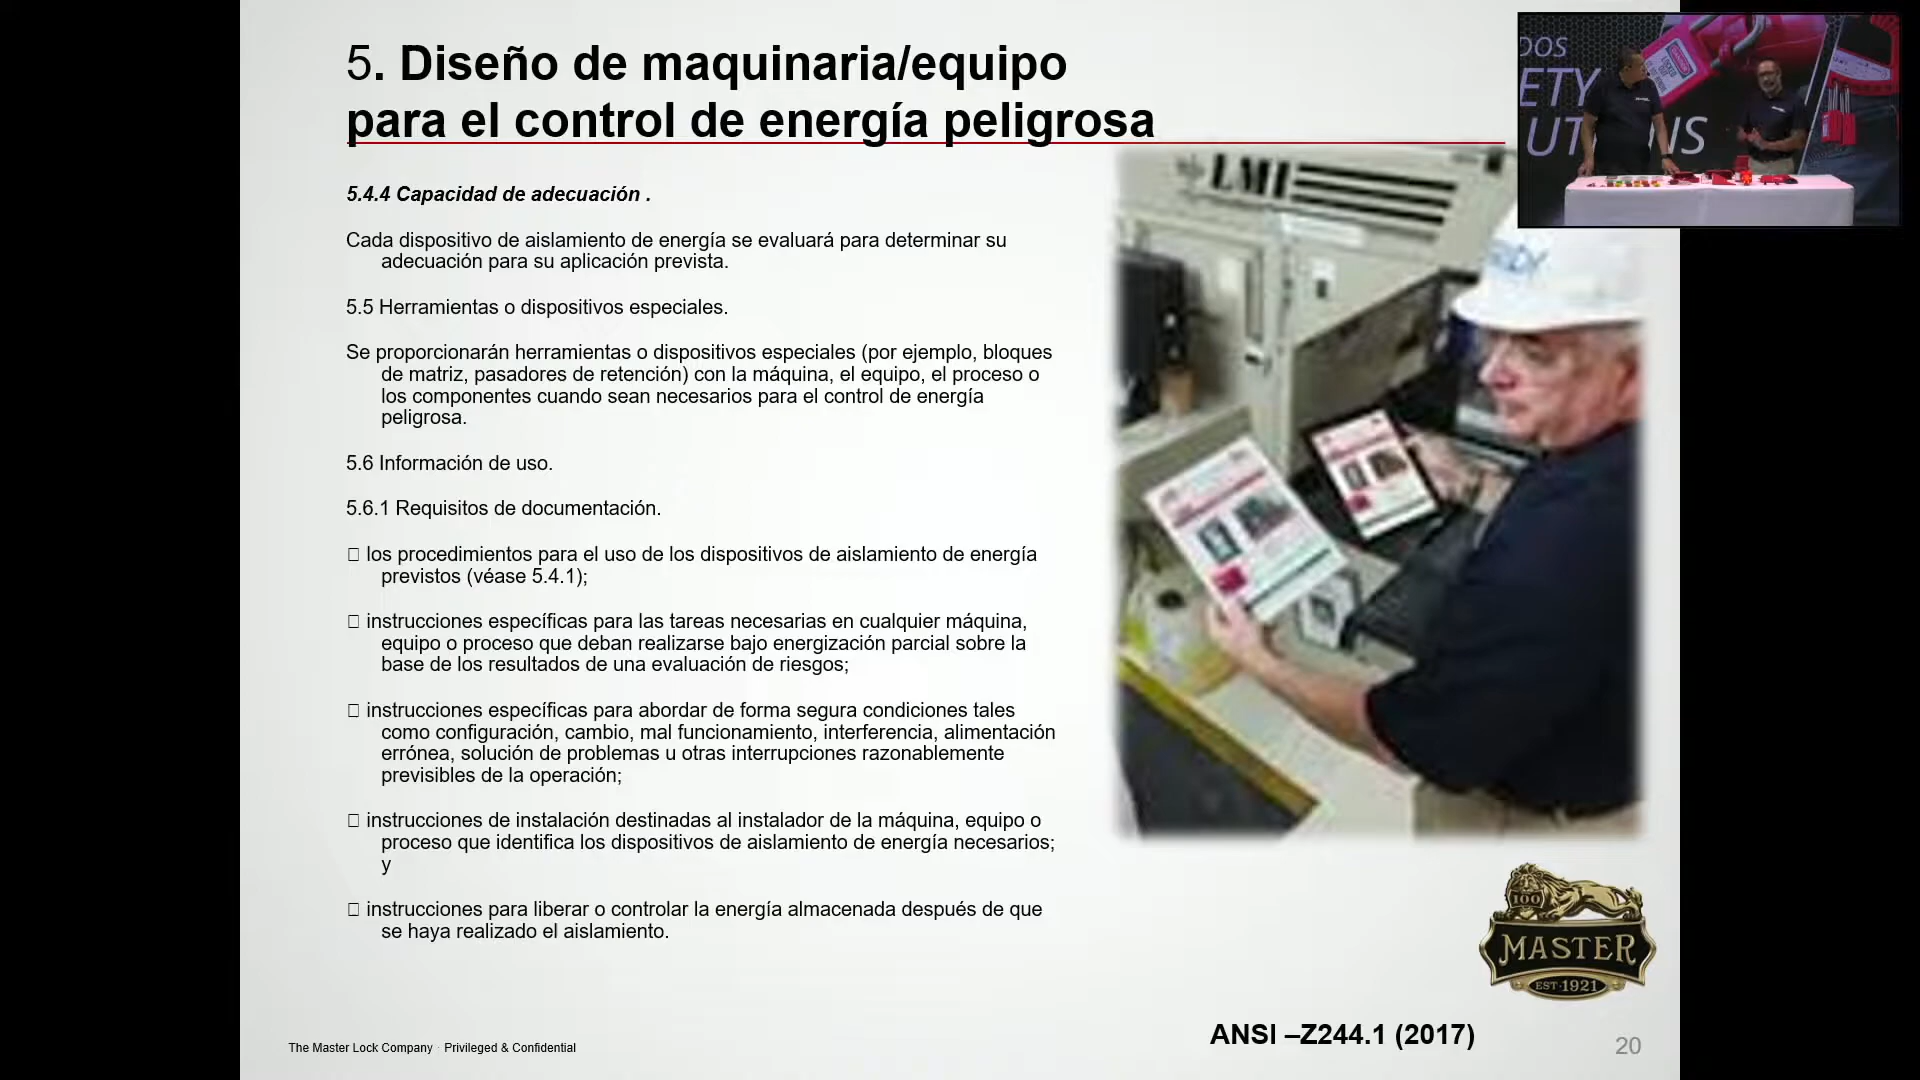 5. Diseño de maquinaria/equipo
para el control de energía peligrosa
DOS
ETY
UT NS
LMI
5.4.4 Capacidad de adecuación .
Cada dispositivo de aislamiento de energía se evaluará para determinar su
adecuación para su aplicación prevista.
5.5 Herramientas o dispositivos especiales.
Se proporcionarán herramientas o dispositivos especiales (por ejemplo, bloques
de matriz, pasadores de retención) con la máquina, el equipo, el proceso o
los componentes cuando sean necesarios para el control de energía
peligrosa.
5.6 Información de uso.
5.6.1 Requisitos de documentación.
□ los procedimientos para el uso de los dispositivos de aislamiento de energía
previstos (véase 5.4.1);
□ instrucciones específicas para las tareas necesarias en cualquier máquina,
equipo o proceso que deban realizarse bajo energización parcial sobre la
base de los resultados de una evaluación de riesgos;
□ instrucciones específicas para abordar de forma segura condiciones tales
como configuración, cambio, mal funcionamiento, interferencia, alimentación
errónea, solución de problemas u otras interrupciones razonablemente
previsibles de la operación;
□ instrucciones de instalación destinadas al instalador de la máquina, equipo o
proceso que identifica los dispositivos de aislamiento de energía necesarios;
y
□ instrucciones para liberar o controlar la energía almacenada después de que
se haya realizado el aislamiento.
100
MASTER
EST·1921
ANSI –Z244.1 (2017)
The Master Lock Company · Privileged & Confidential
20